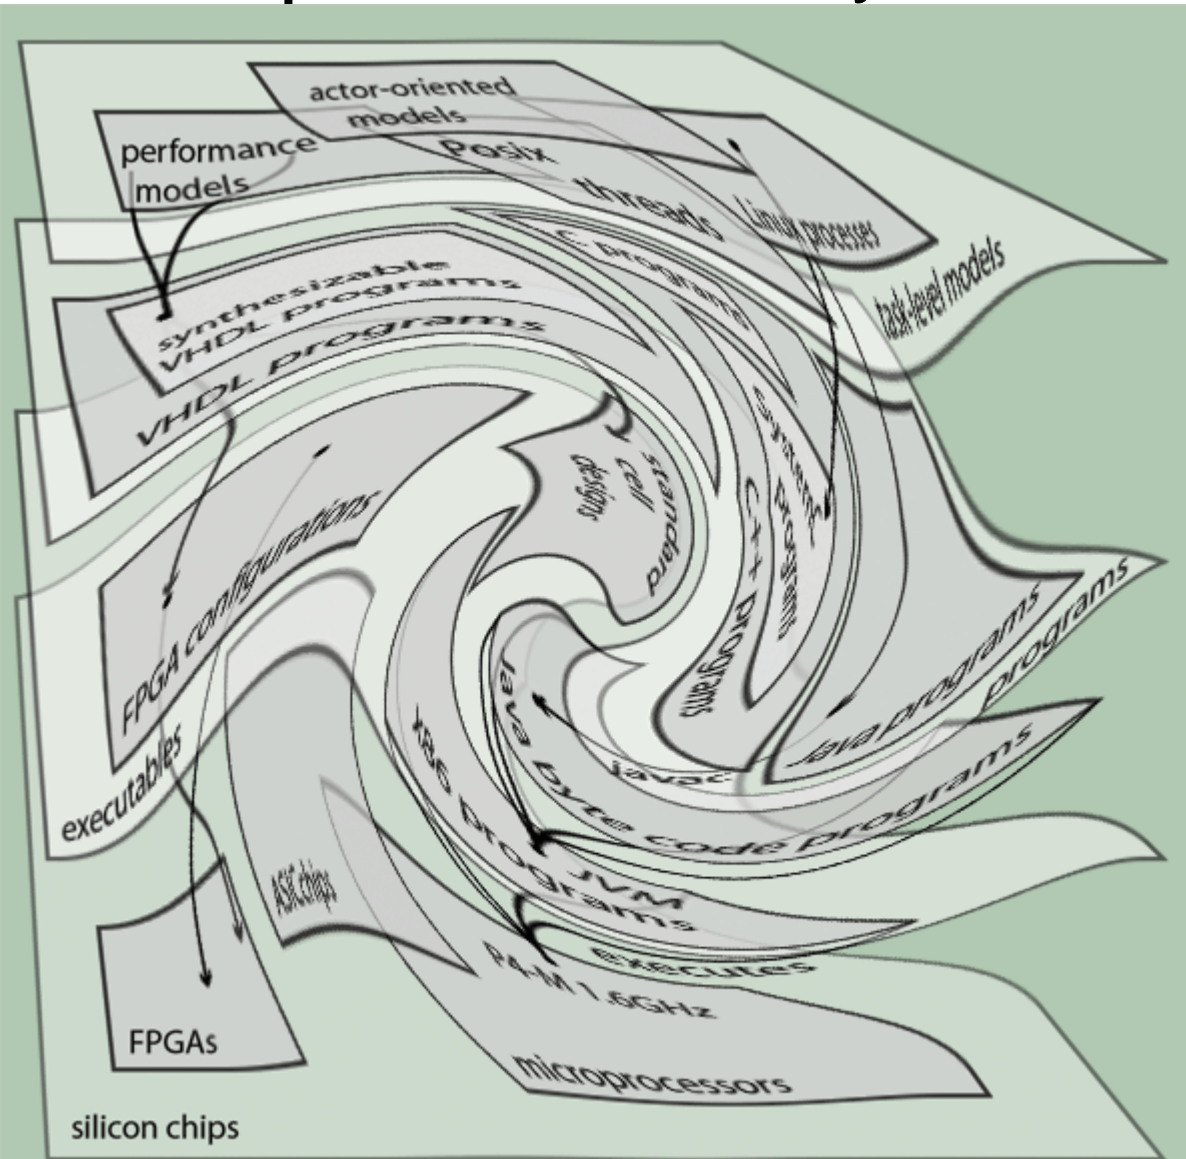 actor-oriented
models
performance
models
Posix
threads
Linux processes
task-level models
synthesizable
VHDL programs
VHDL programs
C programs
SystemC
programs
C++ programs
standard
cell
designs
FPGA configurations
Java programs
programs
Java byte code programs
javac
x86 programs
JVM
executables
ASIC chips
executes
P4-M 1.6GHz
microprocessors
FPGAs
silicon chips